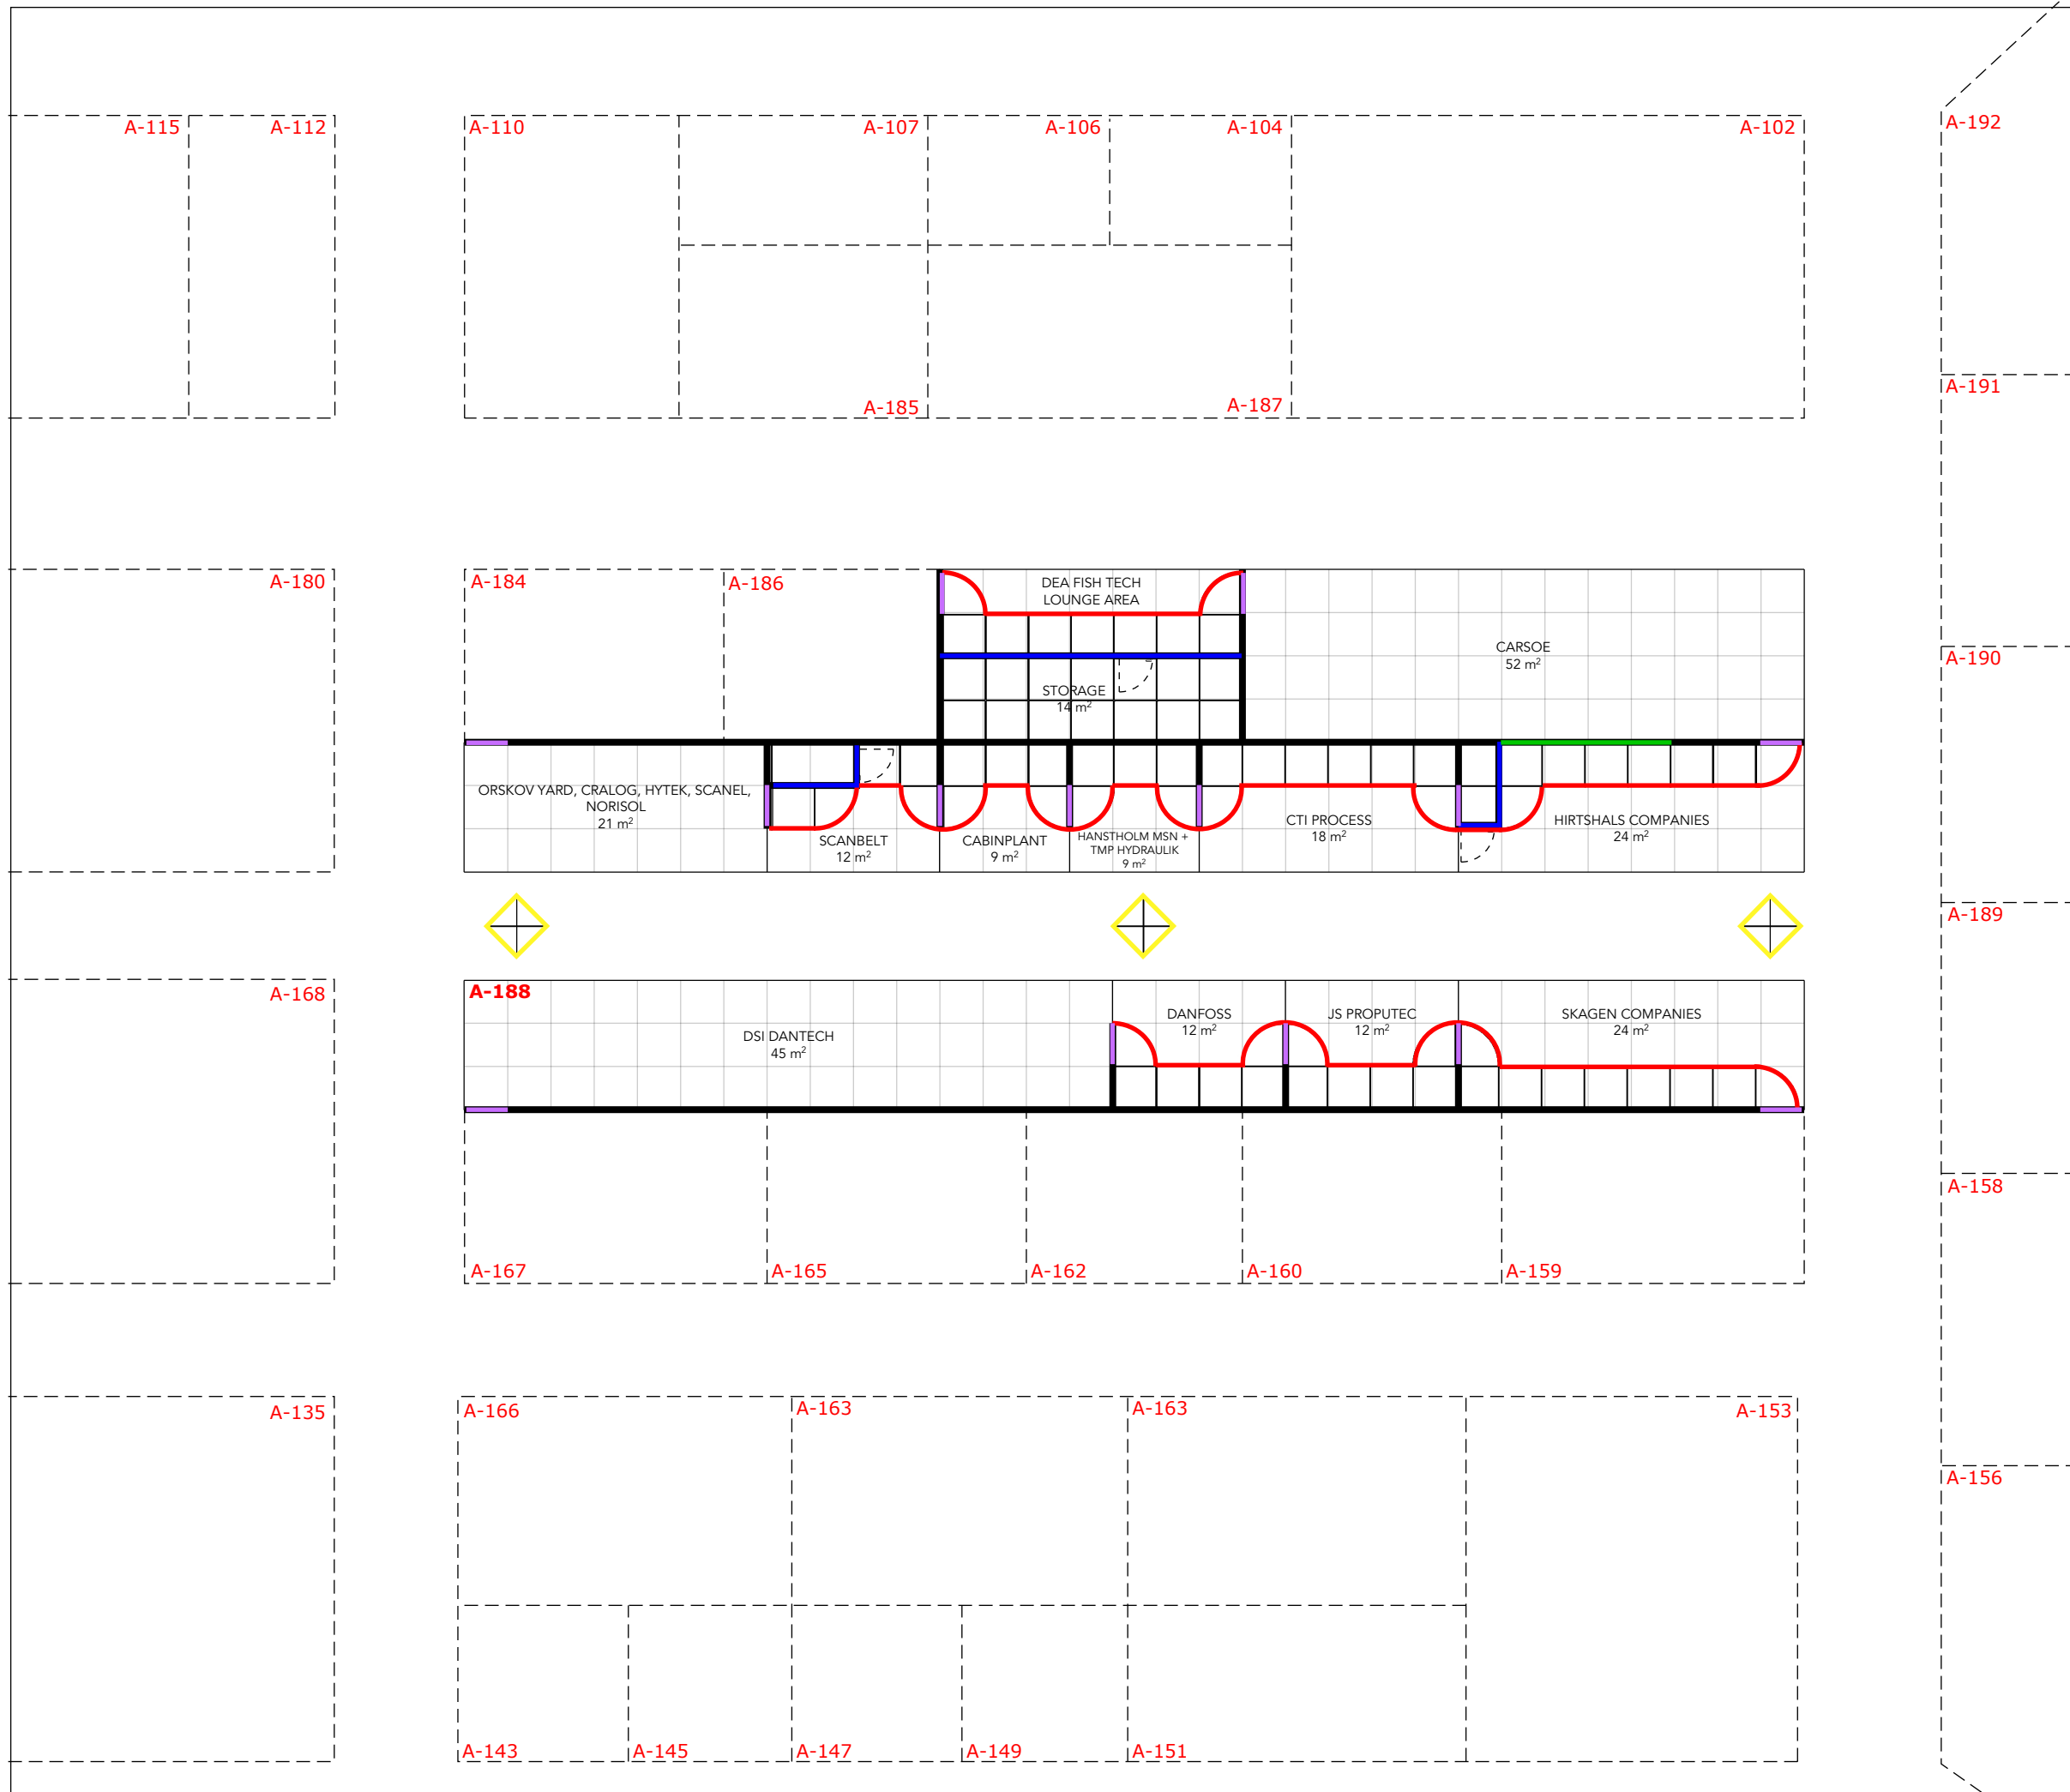 A-115
A-112
A-110
A-107
A-106
A-104
A-102
A-192
A-191
A-185
A-187
A-180
A-184
A-186
DEA FISH TECH
LOUNGE AREA
CARSOE
52 m²
A-190
STORAGE
14 m²
ORSKOV YARD, CRALOG, HYTEK, SCANEL,
NORISOL
21 m²
SCANBELT
12 m²
CABINPLANT
9 m²
HANSTHOLM MSN +
TMP HYDRAULIK
9 m²
CTI PROCESS
18 m²
HIRTSHALS COMPANIES
24 m²
A-189
A-168
A-188
DSI DANTECH
45 m²
DANFOSS
12 m²
JS PROPUTEC
12 m²
SKAGEN COMPANIES
24 m²
A-158
A-167
A-165
A-162
A-160
A-159
A-135
A-166
A-163
A-163
A-153
A-156
A-143
A-145
A-147
A-149
A-151